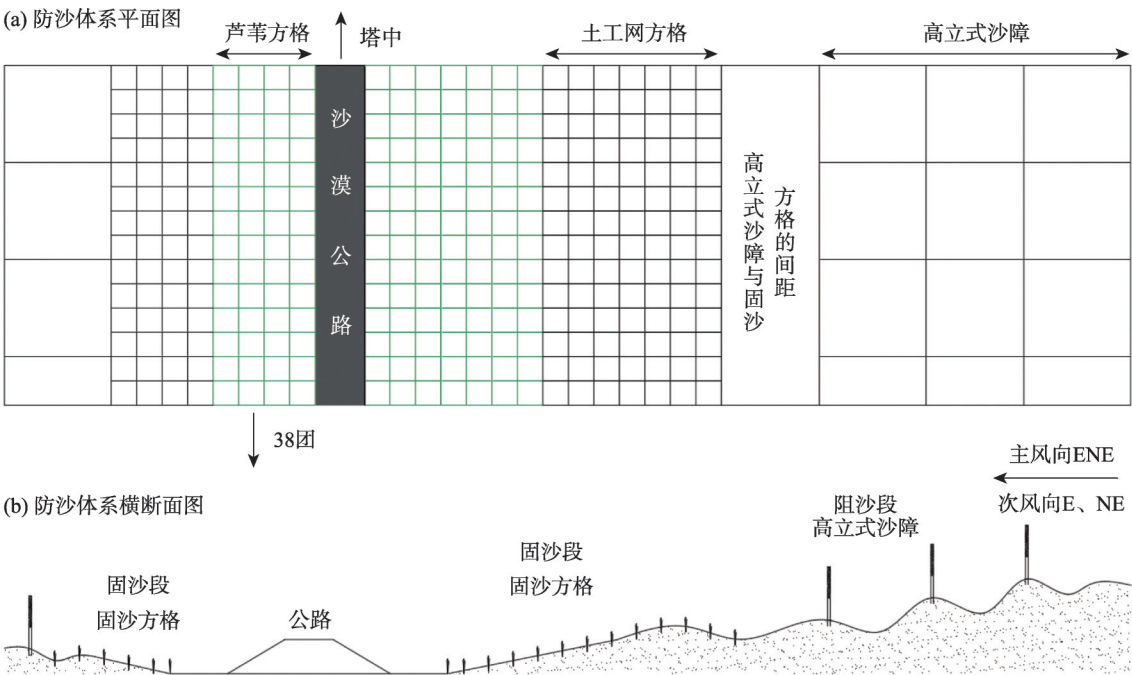 (a) 防沙体系平面图
芦苇方格
塔中
土工网方格
高立式沙障
沙漠公路
高立式沙障与固沙
方格的间距
38团
主风向ENE
(b) 防沙体系横断面图
次风向E、NE
阻沙段
高立式沙障
固沙段
固沙方格
公路
固沙段
固沙方格